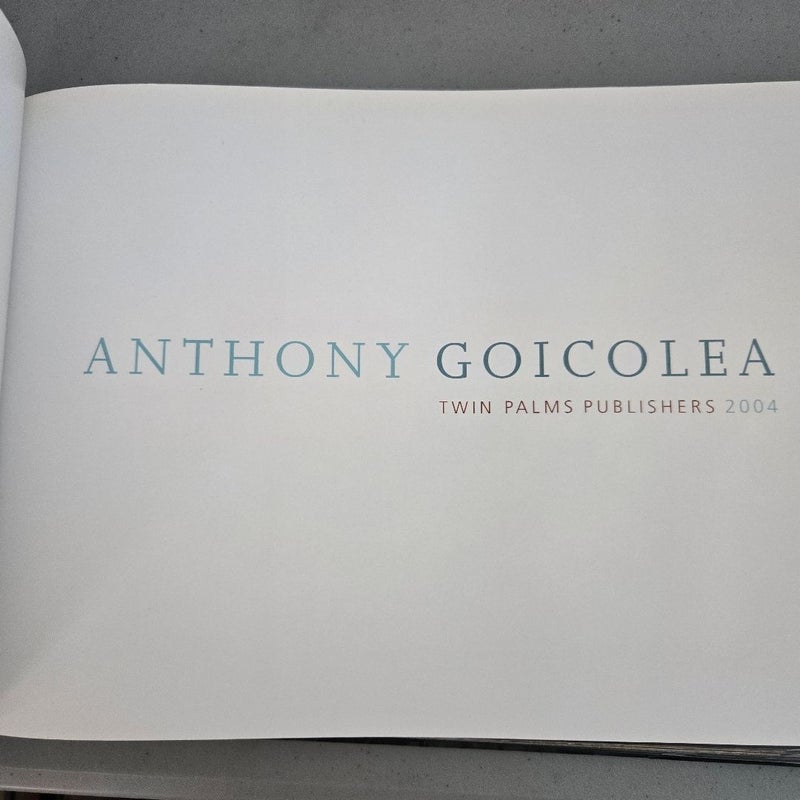 ANTHONY GOICOLEA
TWIN PALMS PUBLISHERS 2004